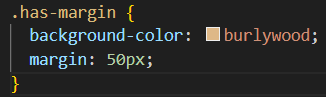 .has-margin {
background-color: burlywood;
margin: 50px;
}